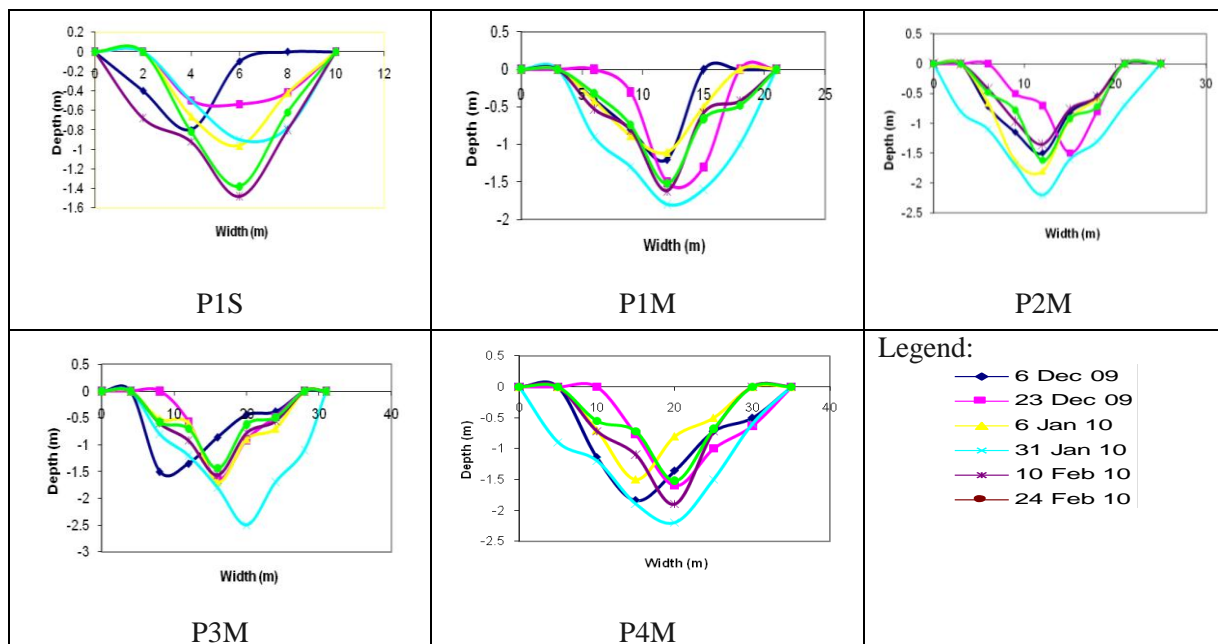 0.2
0
-0.2
-0.4
-0.6
-0.8
-1
-1.2
-1.4
-1.6
0 2 4 6 8 10 12
Depth (m)
Width (m)
P1S
0.5
0
-0.5
-1
-1.5
-2
0 5 10 15 20 25
Depth (m)
Width (m)
P1M
0.5
0
-0.5
-1
-1.5
-2
-2.5
0 10 20 30
Depth (m)
Width (m)
P2M
0.5
0
-0.5
-1
-1.5
-2
-2.5
-3
0 10 20 30 40
Depth (m)
Width (m)
P3M
0.5
0
-0.5
-1
-1.5
-2
-2.5
0 10 20 30 40
Depth (m)
Width (m)
P4M
Legend:
6 Dec 09
23 Dec 09
6 Jan 10
31 Jan 10
10 Feb 10
24 Feb 10